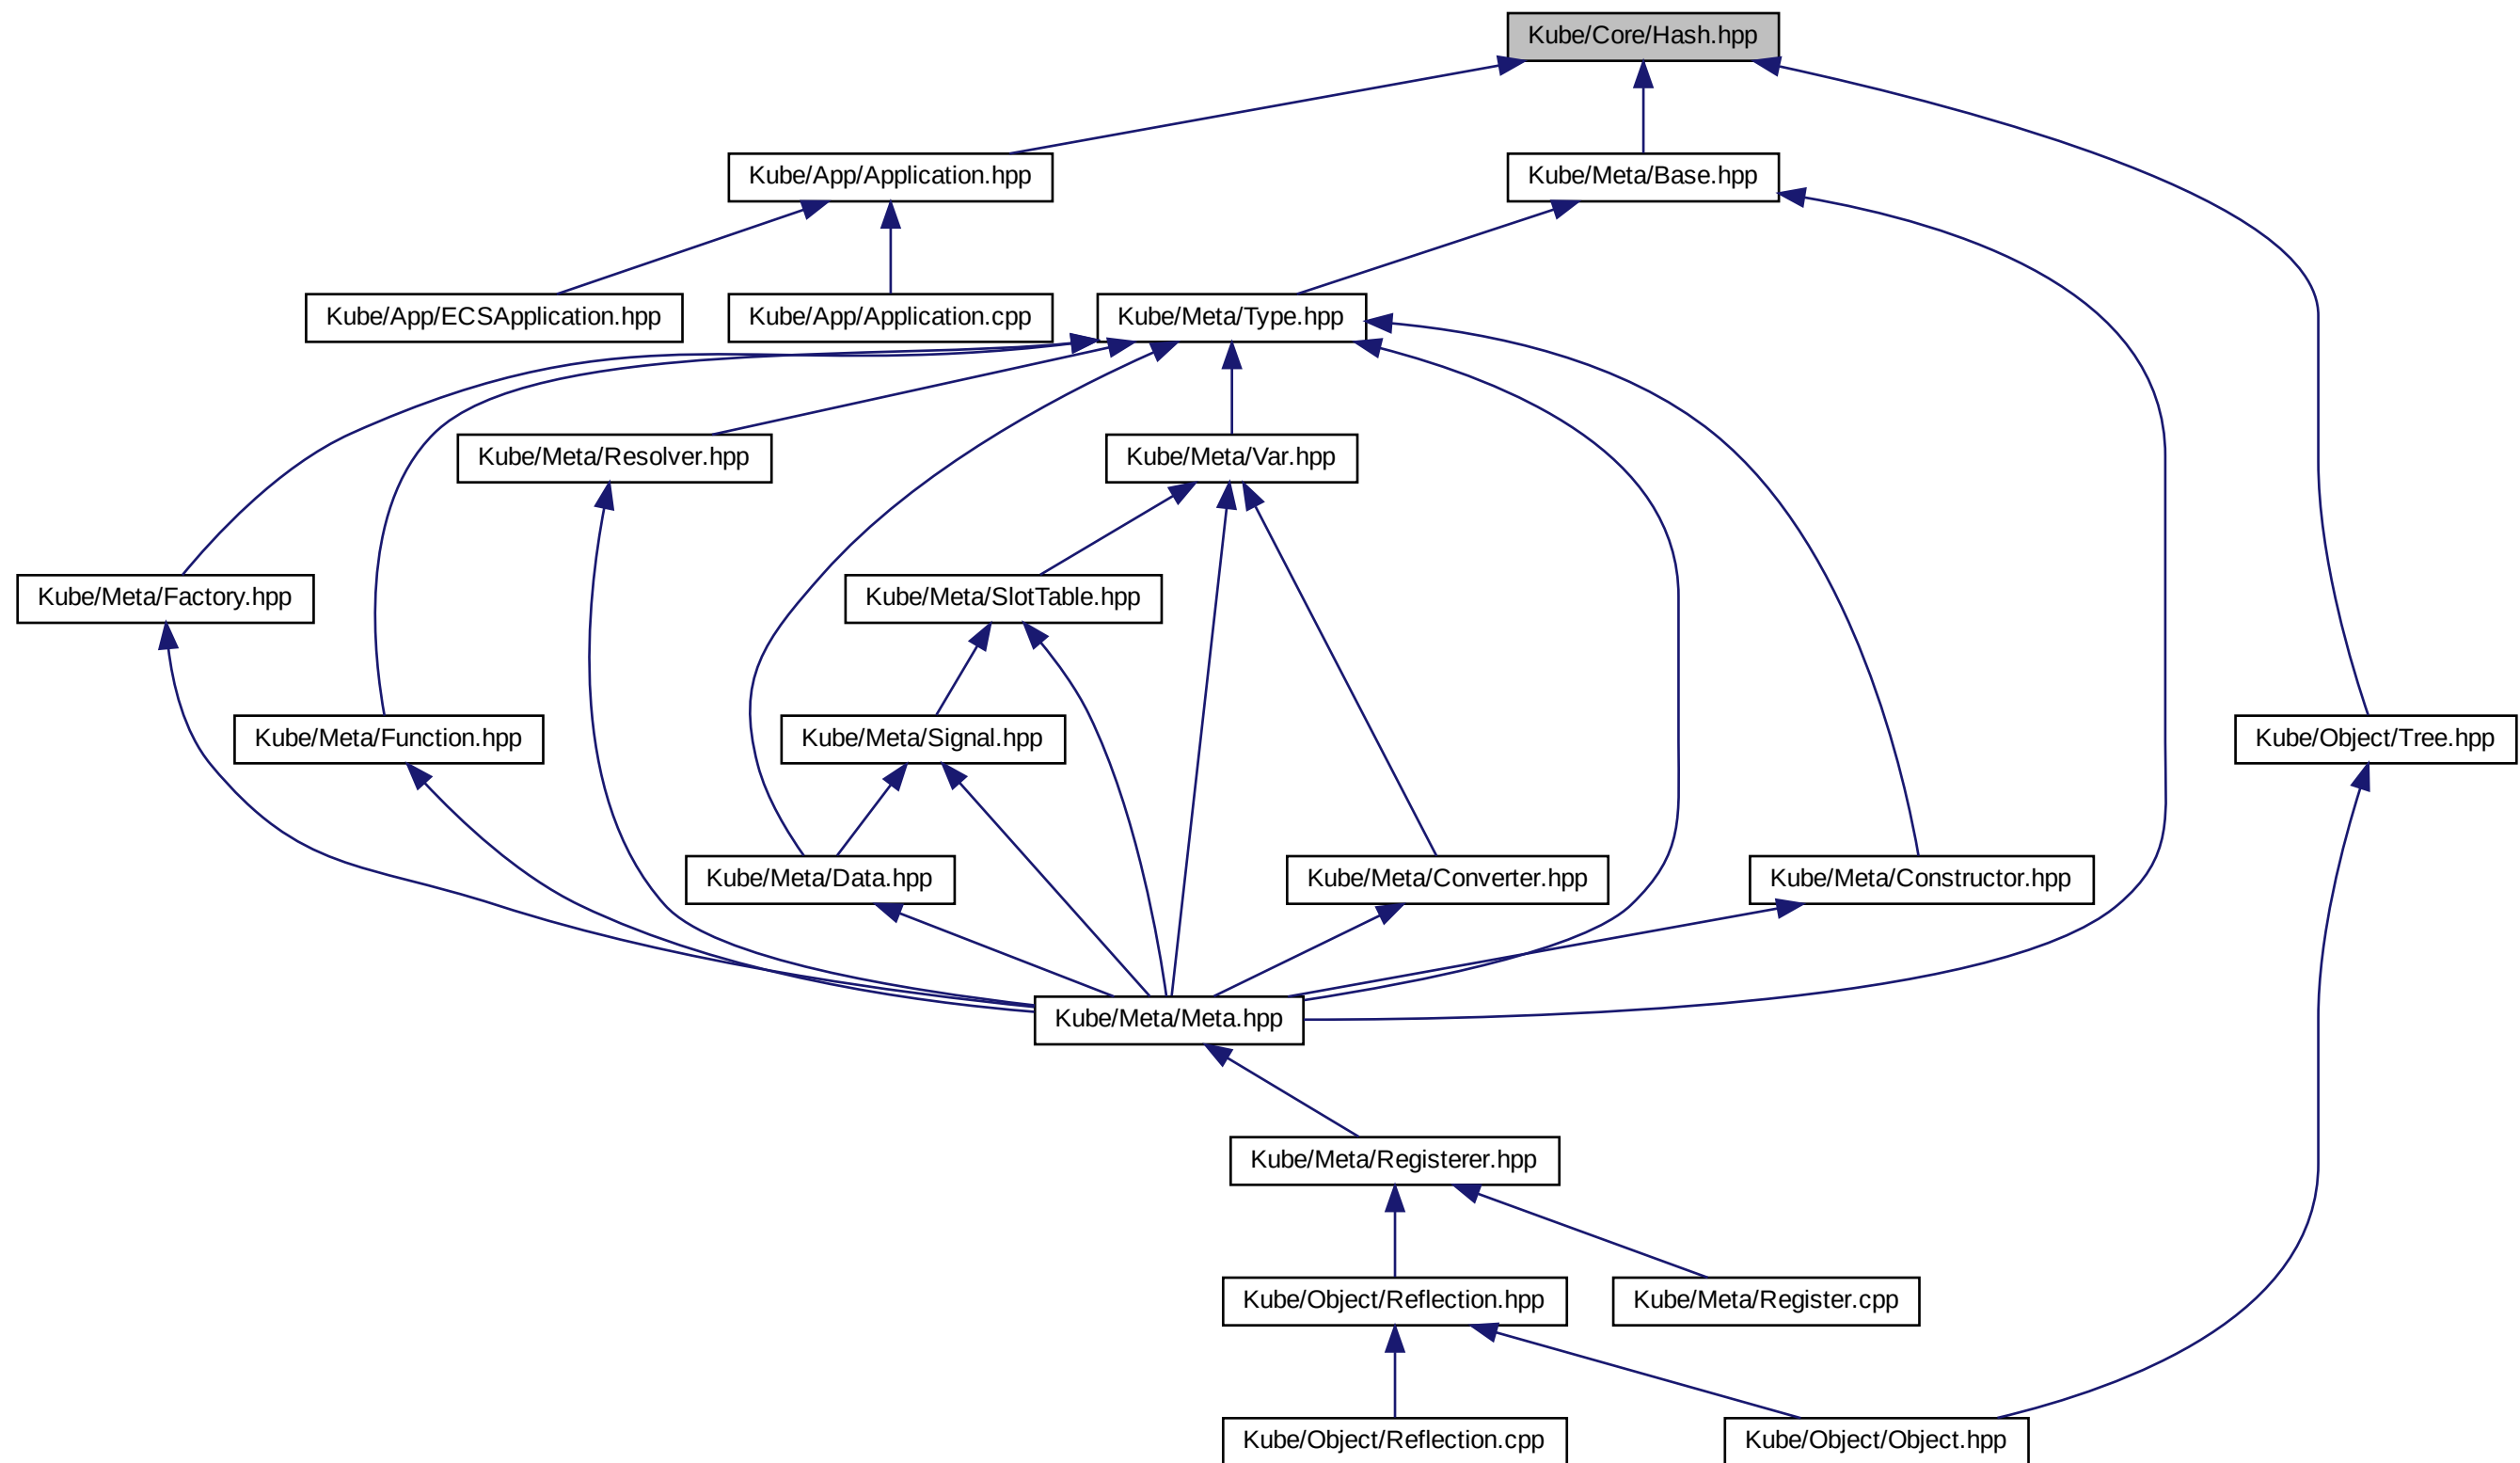 Kube/Core/Hash.hpp
Kube/App/Application.hpp
Kube/Meta/Base.hpp
Kube/App/ECSApplication.hpp
Kube/App/Application.cpp
Kube/Meta/Type.hpp
Kube/Meta/Resolver.hpp
Kube/Meta/Var.hpp
Kube/Meta/Factory.hpp
Kube/Meta/SlotTable.hpp
Kube/Meta/Function.hpp
Kube/Meta/Signal.hpp
Kube/Object/Tree.hpp
Kube/Meta/Data.hpp
Kube/Meta/Converter.hpp
Kube/Meta/Constructor.hpp
Kube/Meta/Meta.hpp
Kube/Meta/Registerer.hpp
Kube/Object/Reflection.hpp
Kube/Meta/Register.cpp
Kube/Object/Reflection.cpp
Kube/Object/Object.hpp